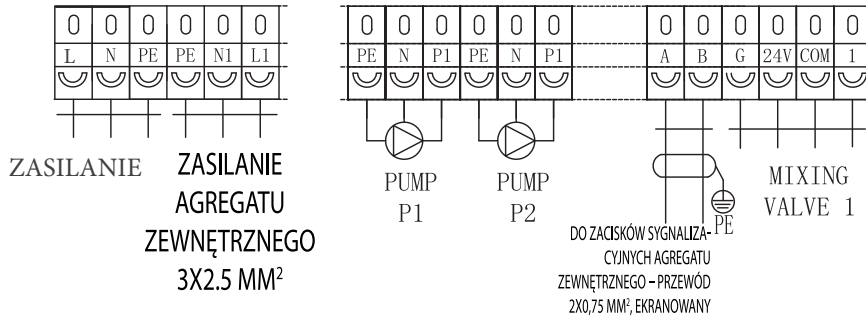 0 0 0 0 0 0 0 0 0 0 0 0 0 0 0 0 0 0
L N PE PE N1 L1 PE N P1 PE N P1 A B G 24V COM 1
ZASILANIE
ZASILANIE
AGREGATU
ZEWNĘTRZNEGO
3X2.5 MM²
PUMP
P1
PUMP
P2
PE
DO ZACISKÓW SYGNALIZA-
CYJNYCH AGREGATU
ZEWNĘTRZNEGO – PRZEWÓD
2X0,75 MM², EKRANOWANY
MIXING
VALVE 1